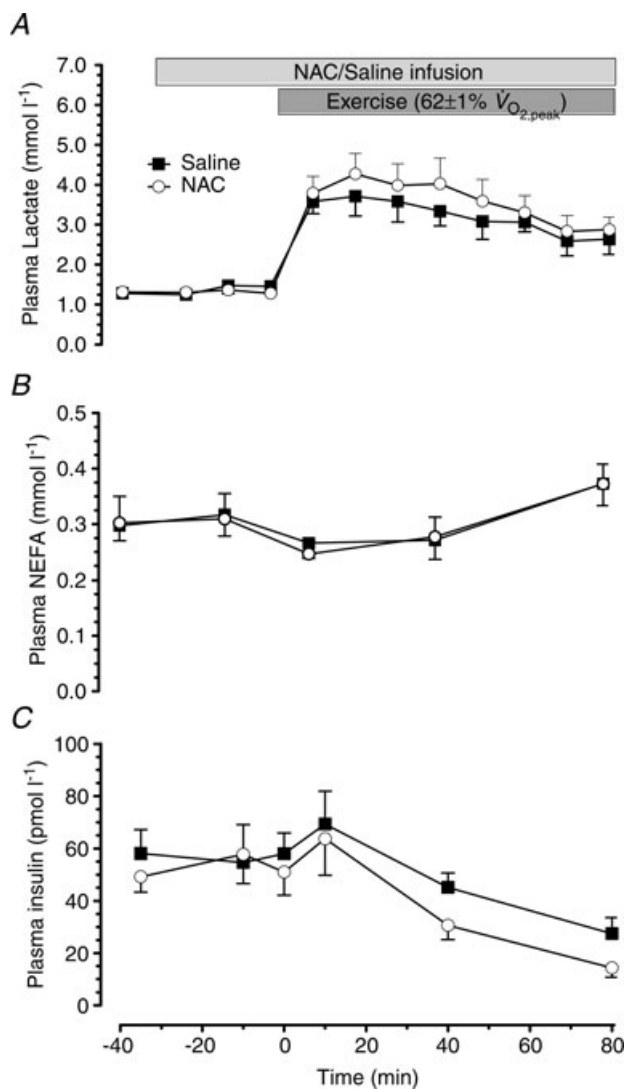 A
NAC/Saline infusion
Exercise (62±1% V̇O2,peak)
Saline
NAC
Plasma Lactate (mmol l-1)
7.0
6.0
5.0
4.0
3.0
2.0
1.0
0.0
B
Plasma NEFA (mmol l-1)
0.5
0.4
0.3
0.2
0.1
0.0
C
Plasma insulin (pmol l-1)
100
80
60
40
20
0
-40 -20 0 20 40 60 80
Time (min)